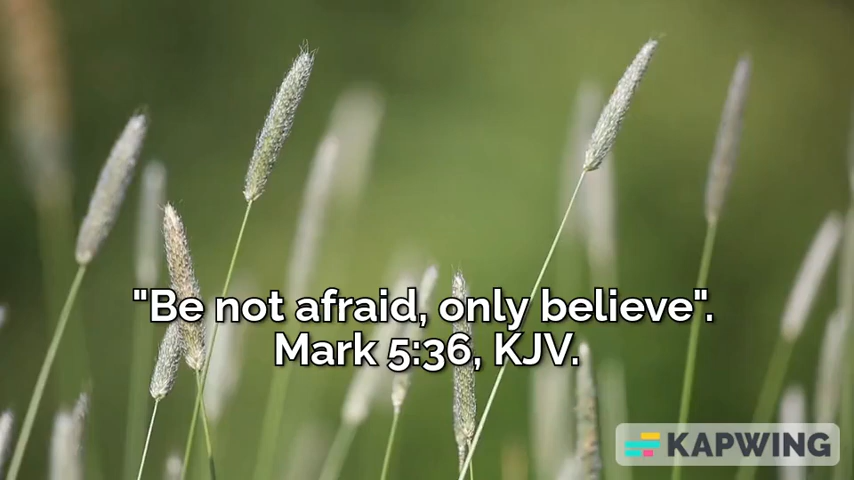 "Be not afraid, only believe".
Mark 5:36, KJV.
KAPWING